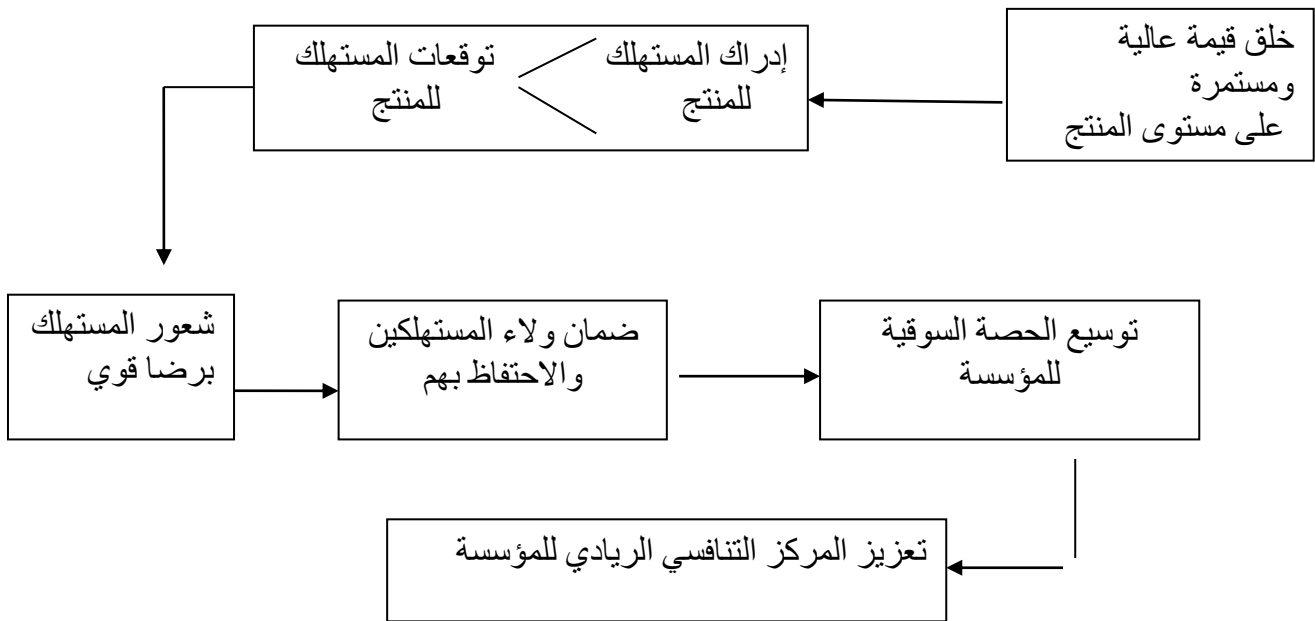 خلق قيمة عالية
ومستمرة
على مستوى المنتج
إدراك المستهلك
للمنتج
توقعات المستهلك
للمنتج
شعور المستهلك
برضا قوي
ضمان ولاء المستهلكين
والاحتفاظ بهم
توسيع الحصة السوقية
للمؤسسة
تعزيز المركز التنافسي الريادي للمؤسسة